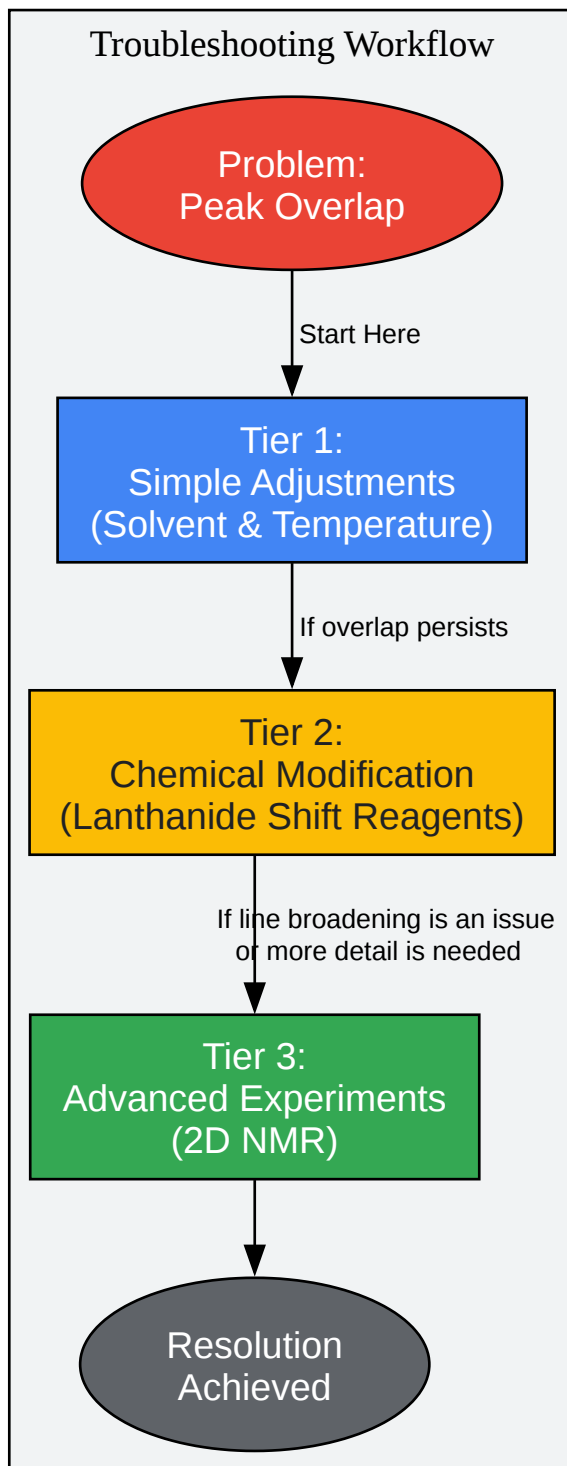 Troubleshooting Workflow
Problem:
Peak Overlap
Start Here
Tier 1:
Simple Adjustments
(Solvent & Temperature)
If overlap persists
Tier 2:
Chemical Modification
(Lanthanide Shift Reagents)
If line broadening is an issue
or more detail is needed
Tier 3:
Advanced Experiments
(2D NMR)
Resolution
Achieved